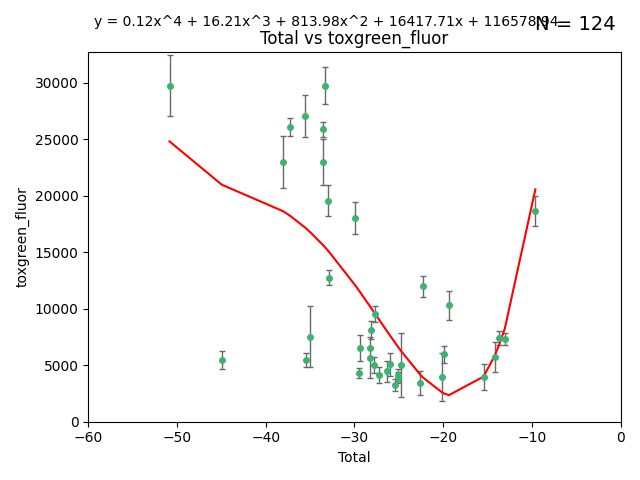 y = 0.12x^4 + 16.21x^3 + 813.98x^2 + 16417.71x + 116578.94
N = 124
Total vs toxgreen_fluor
30000
25000
20000
15000
10000
5000
0
toxgreen_fluor
−60 −50 −40 −30 −20 −10 0
Total